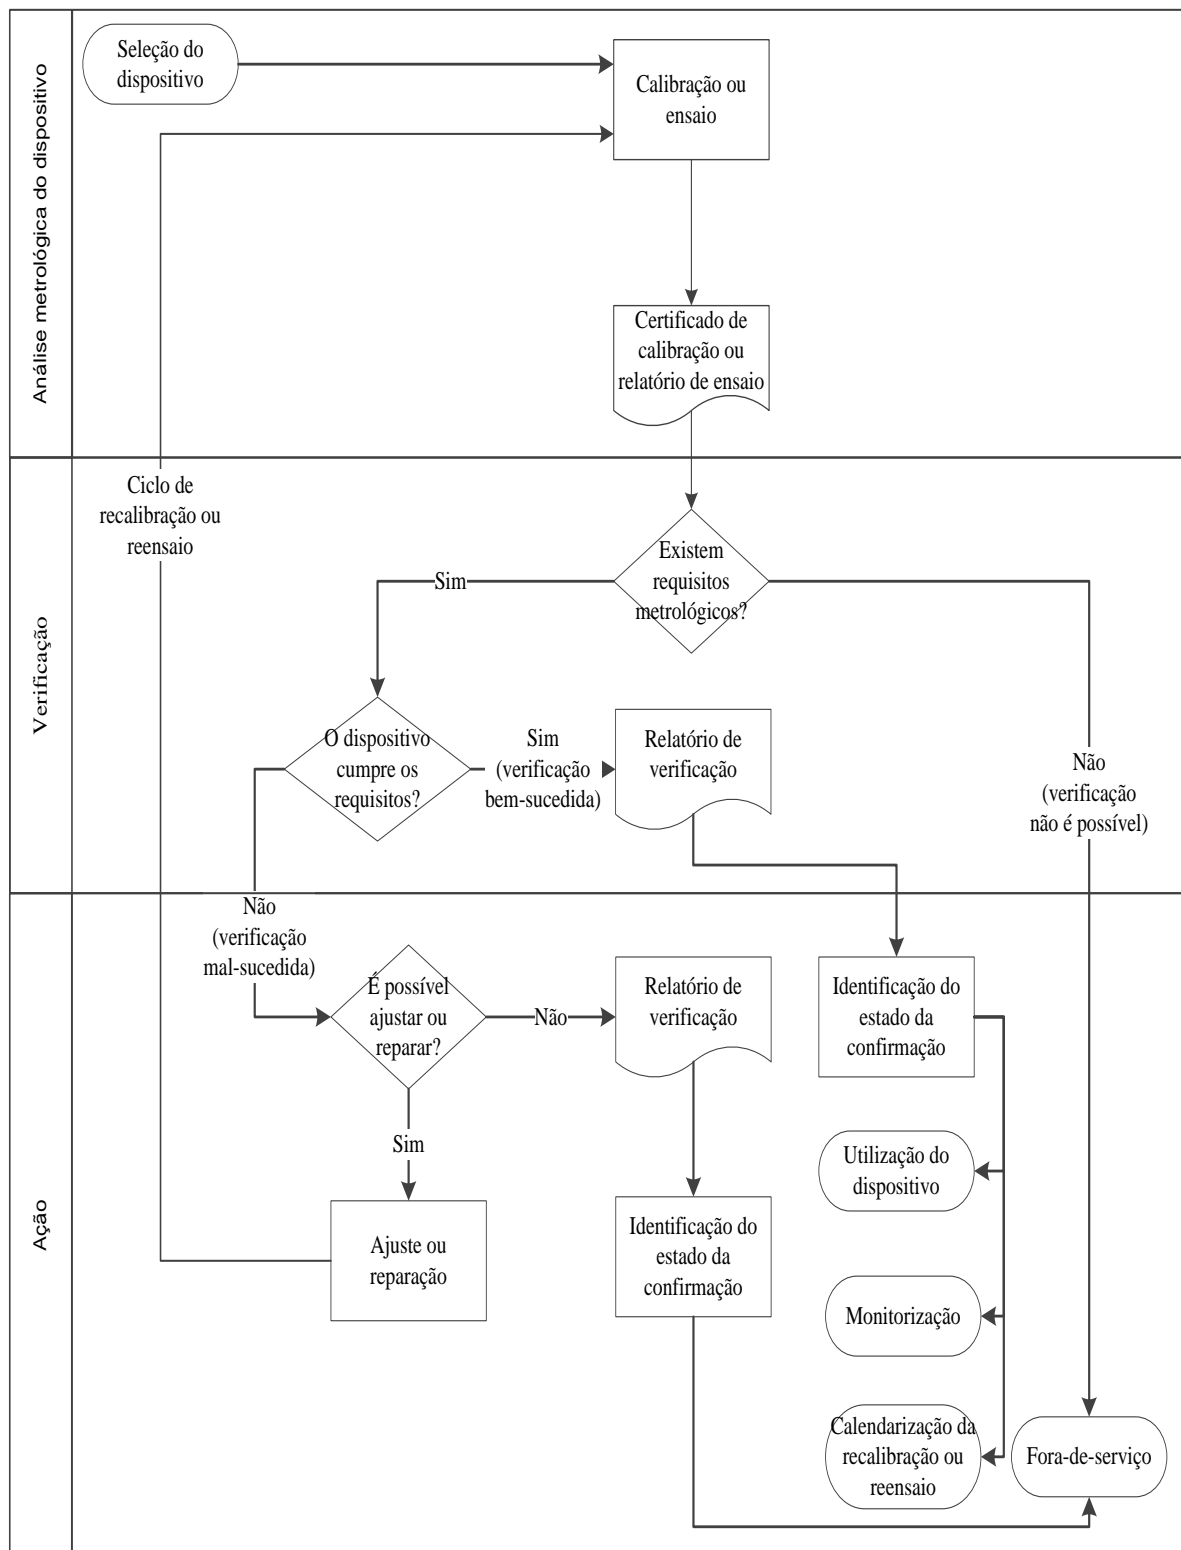 Análise metrológica do dispositivo
Seleção do
dispositivo
Calibração ou
ensaio
Certificado de
calibração ou
relatório de ensaio
Verificação
Ciclo de
recalibração ou
reensaio
Existem
requisitos
metrológicos?
Sim
O dispositivo
cumpre os
requisitos?
Sim
(verificação
bem-sucedida)
Relatório de
verificação
Não
(verificação
não é possível)
Ação
Não
(verificação
mal-sucedida)
É possível
ajustar ou
reparar?
Não
Relatório de
verificação
Identificação do
estado da
confirmação
Sim
Utilização do
dispositivo
Ajuste ou
reparação
Identificação do
estado da
confirmação
Monitorização
Calendarização da
recalibração ou
reensaio
Fora-de-serviço